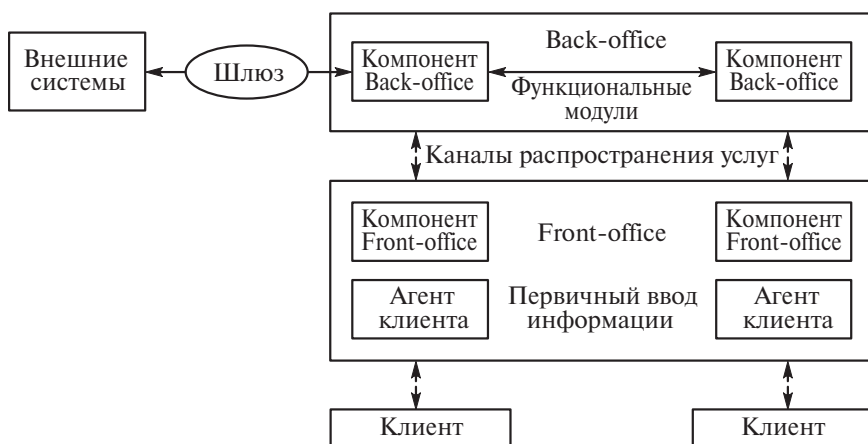 Внешние
системы
Шлюз
Back-office
Компонент
Back-office
Функциональные
модули
Компонент
Back-office
Каналы распространения услуг
Компонент
Front-office
Front-office
Компонент
Front-office
Агент
клиента
Первичный ввод
информации
Агент
клиента
Клиент
Клиент